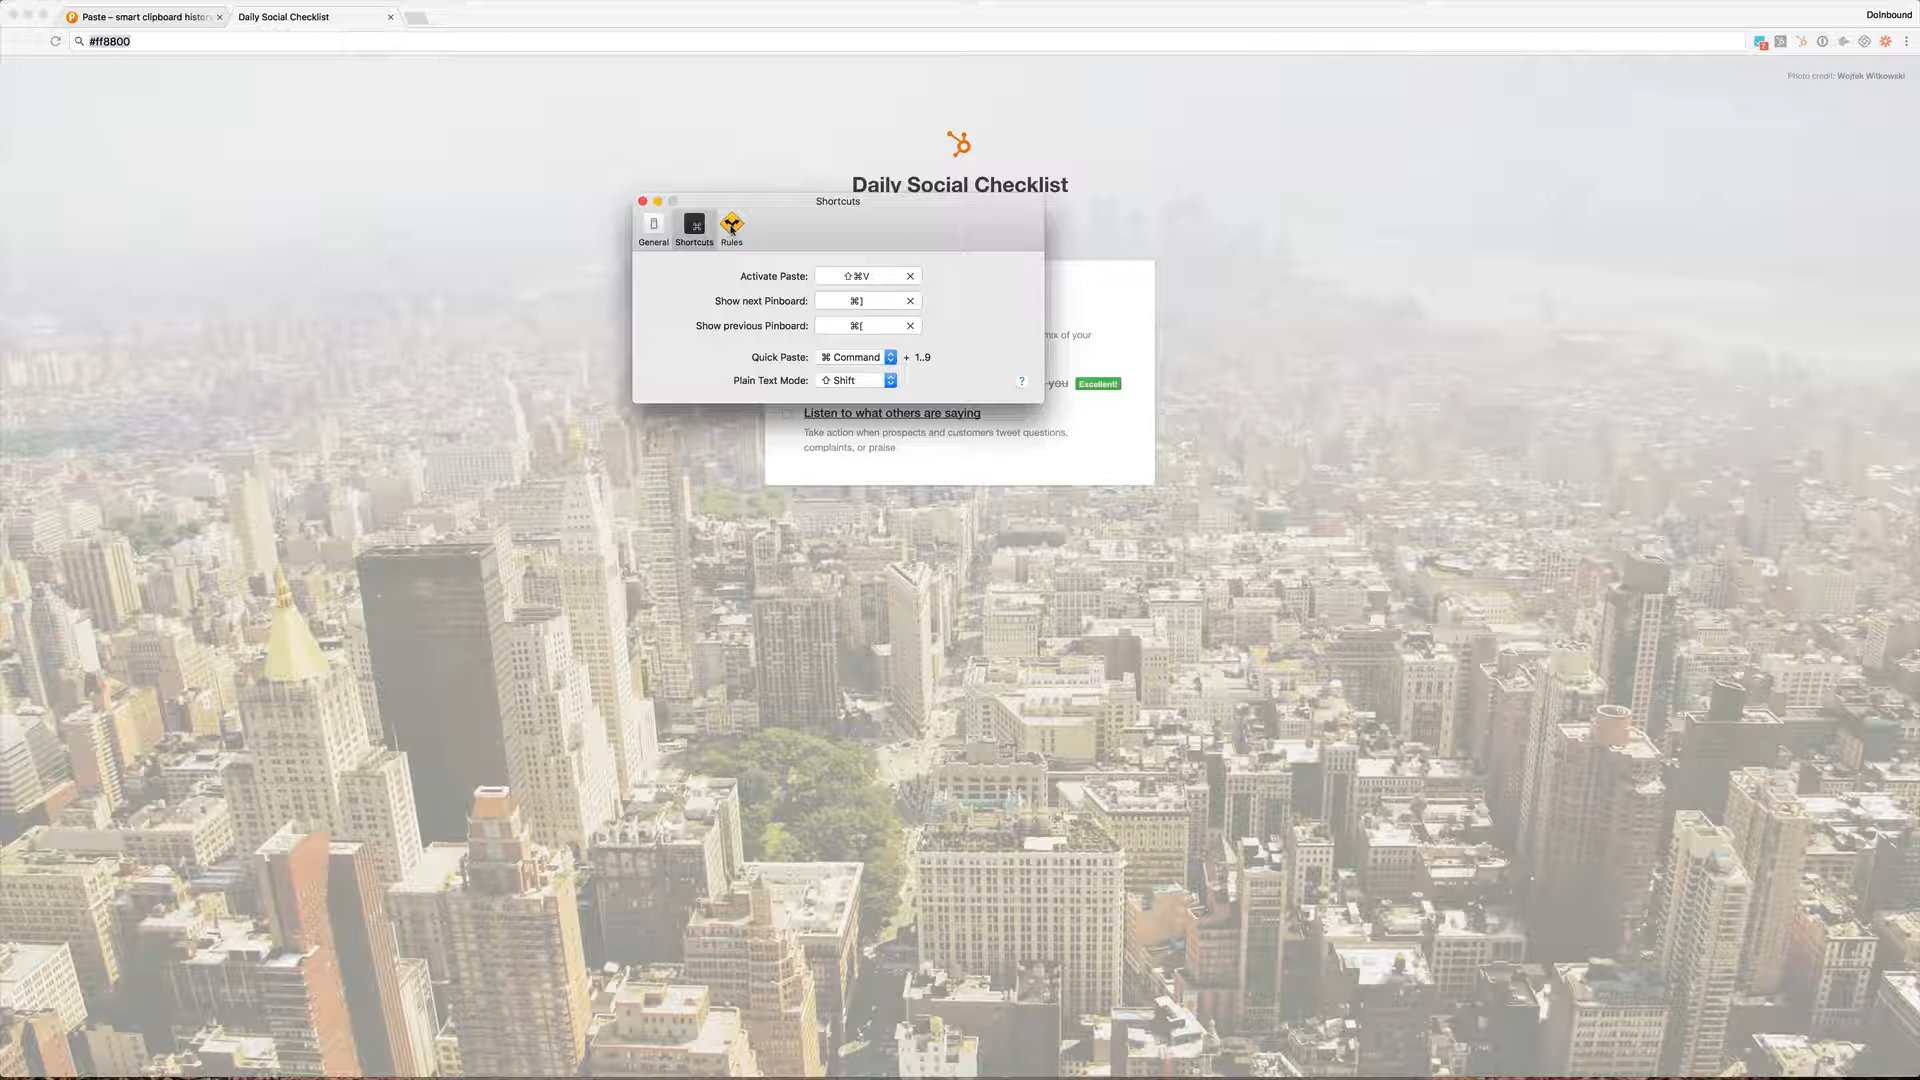 Paste – smart clipboard histor
Daily Social Checklist
DoInbound
#ff8800
Photo credit: Wojtek Witkowski
Daily Social Checklist
Shortcuts
General
Shortcuts
Rules
Activate Paste: ⇧⌘V
Show next Pinboard: ⌘]
Show previous Pinboard: ⌘[
Quick Paste: ⌘ Command + 1..9
Plain Text Mode: ⇧ Shift
?
mix of your
you Excellent!
Listen to what others are saying
Take action when prospects and customers tweet questions,
complaints, or praise